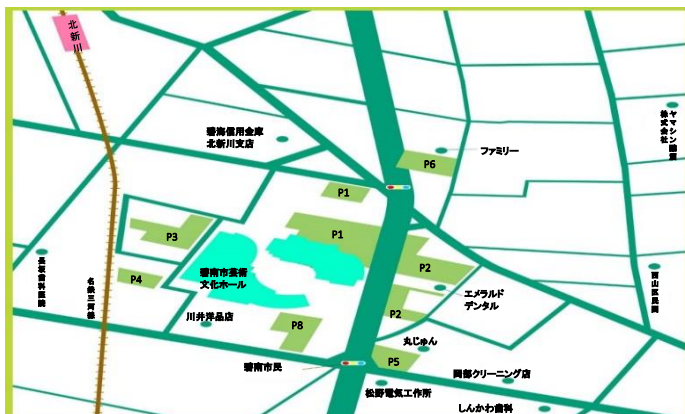 北新川
ヤマシン醸造
株式会社
碧海信用金庫
北新川支店
ファミリー
P6
P1
P1
P3
P2
碧南市芸術
文化ホール
P4
エメラルド
デンタル
長坂歯科医院
名鉄三河線
西山区民館
P2
川井洋品店
P8
丸じゅん
碧南市民
P5
岡部クリーニング店
松野電気工作所
しんかわ歯科